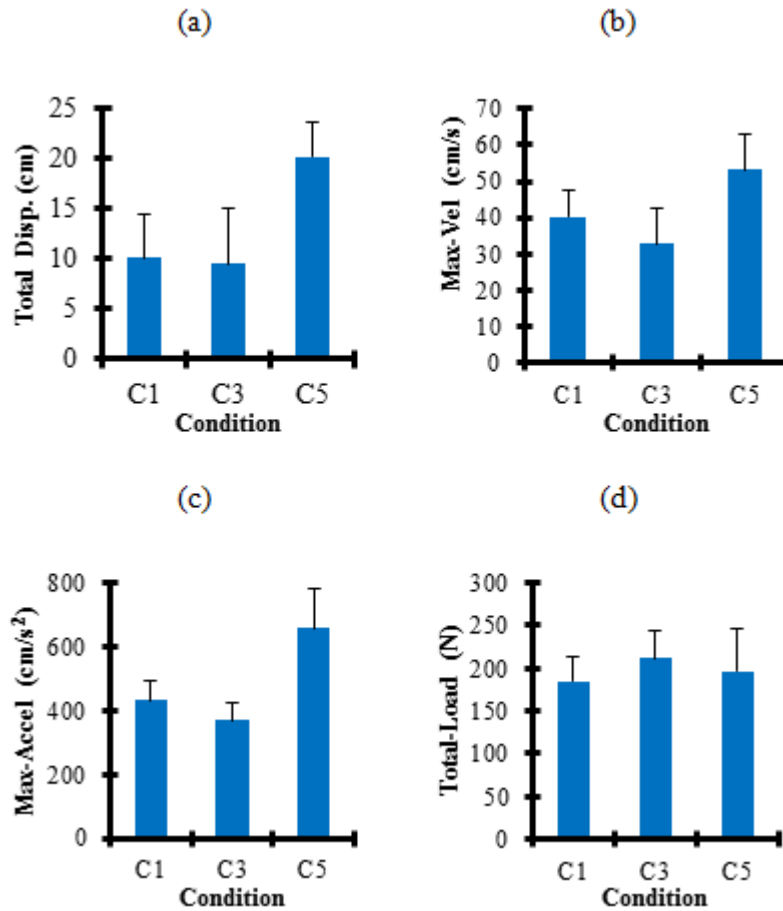 (a)
Total Disp. (cm)
25
20
15
10
5
0
C1 C3 C5
Condition
(b)
Max-Vel (cm/s)
70
60
50
40
30
20
10
0
C1 C3 C5
Condition
(c)
Max-Accel (cm/s²)
800
600
400
200
0
C1 C3 C5
Condition
(d)
Total-Load (N)
300
250
200
150
100
50
0
C1 C3 C5
Condition